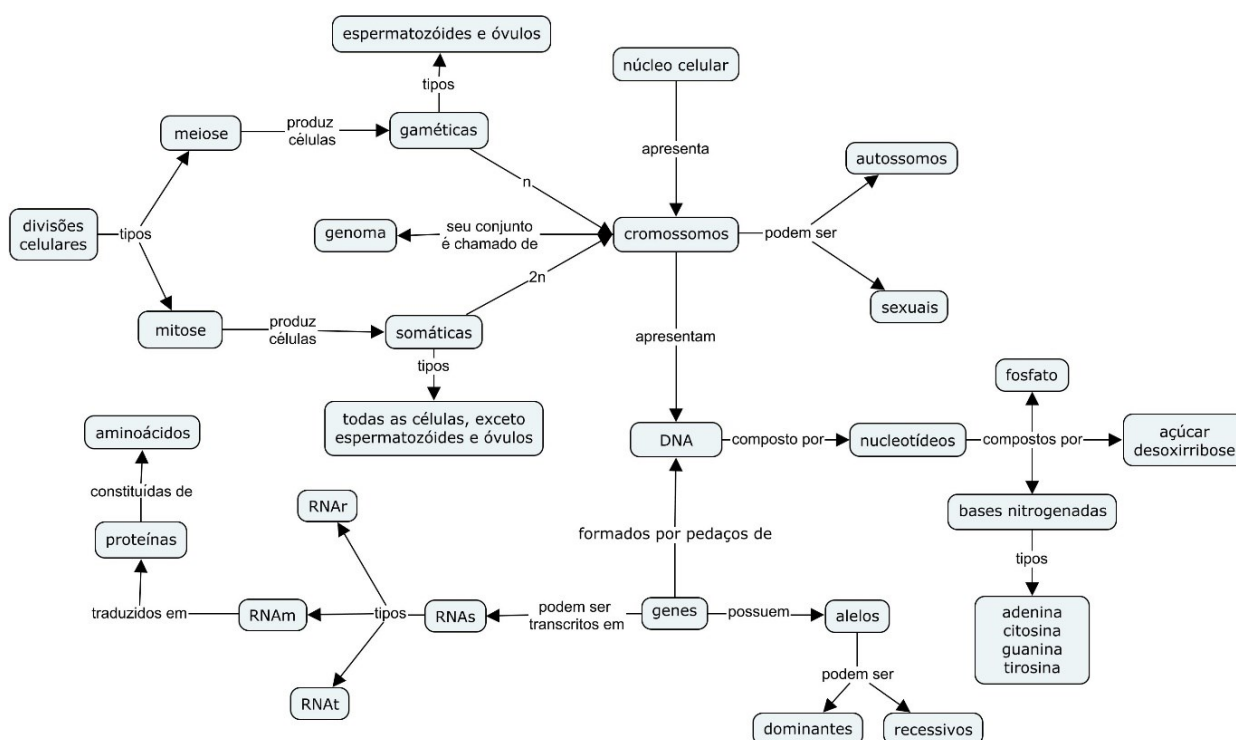 espermatozóides e óvulos
núcleo celular
tipos
meiose
produz
células
gaméticas
apresenta
autossomos
n
divisões
celulares
tipos
genoma
seu conjunto
é chamado de
cromossomos
podem ser
2n
sexuais
mitose
produz
células
somáticas
apresentam
tipos
fosfato
todas as células, exceto
espermatozóides e óvulos
aminoácidos
DNA
composto por
nucleotídeos
compostos por
açúcar
desoxirribose
constituídas de
RNAr
bases nitrogenadas
proteínas
formados por pedaços de
tipos
traduzidos em
RNAm
tipos
RNAs
podem ser
transcritos em
genes
possuem
alelos
adenina
citosina
guanina
tirosina
podem ser
RNAt
dominantes
recessivos